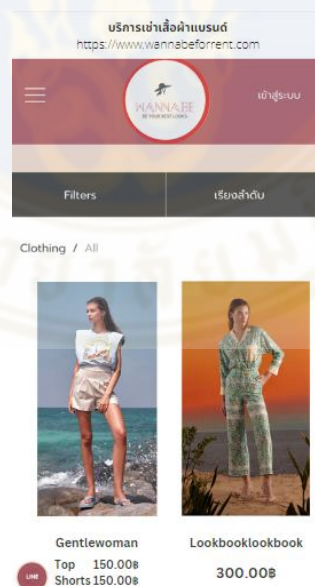 บริการเช่าเสื้อผ้าแบรนด์
https://www.wannabeforrent.com
WANNABE
BE YOUR BEST LOOKS
เข้าสู่ระบบ
Filters
เรียงลำดับ
Clothing / All
Gentlewoman
Top 150.00฿
Shorts 150.00฿
Lookbooklookbook
300.00฿
LINE